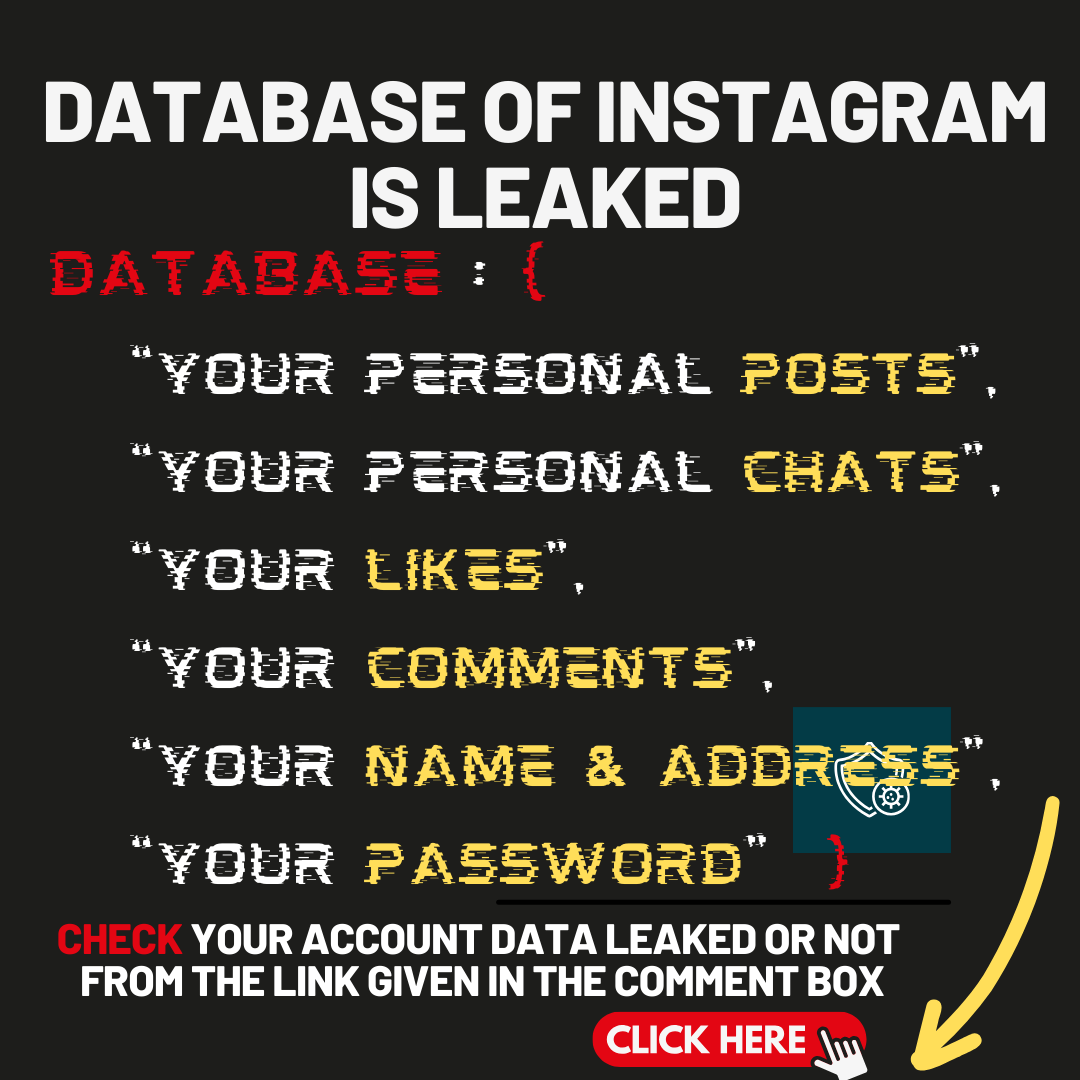 DATABASE OF INSTAGRAM
IS LEAKED
DATABASE : {
"YOUR PERSONAL POSTS",
"YOUR PERSONAL CHATS",
"YOUR LIKES",
"YOUR COMMENTS",
"YOUR NAME & ADDRESS",
"YOUR PASSWORD" }
CHECK YOUR ACCOUNT DATA LEAKED OR NOT
FROM THE LINK GIVEN IN THE COMMENT BOX
CLICK HERE